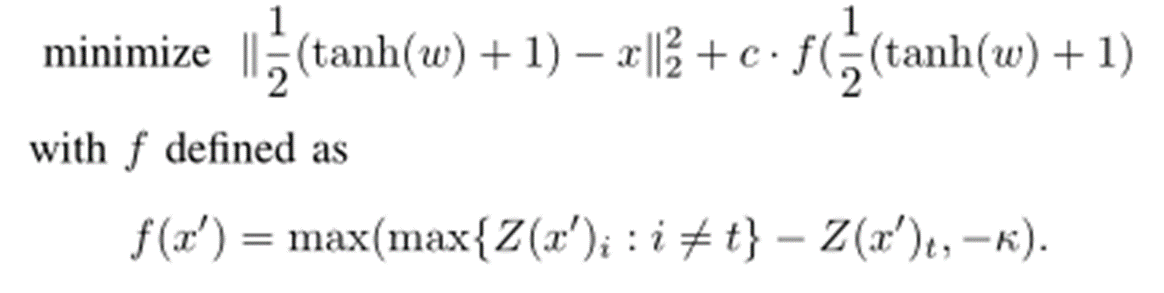 minimize ‖½(tanh(w) + 1) − x‖₂² + c · f(½(tanh(w) + 1)
with f defined as
f(x′) = max(max{Z(x′)ᵢ : i ≠ t} − Z(x′)ₜ, −κ).